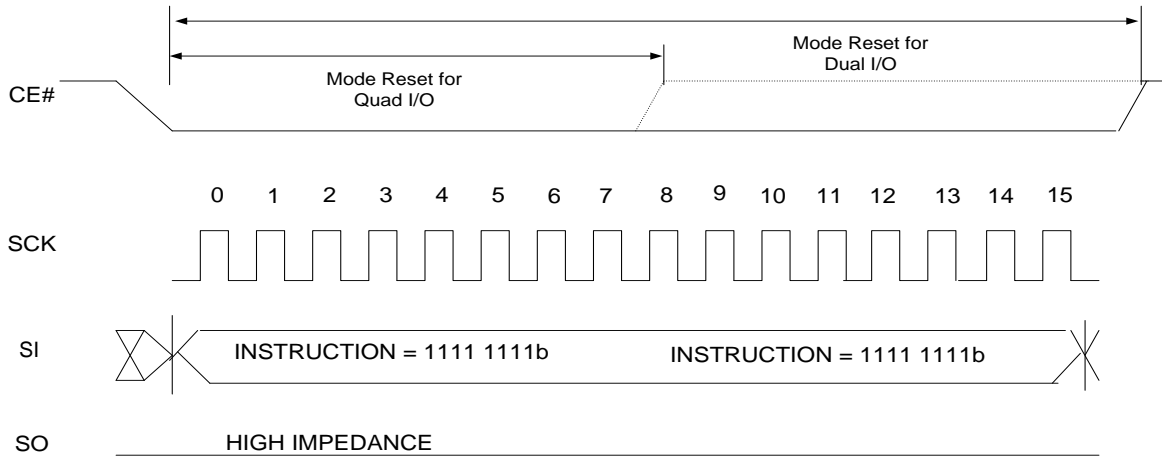 Mode Reset for
Dual I/O
Mode Reset for
Quad I/O
CE#
0 1 2 3 4 5 6 7 8 9 10 11 12 13 14 15
SCK
SI
INSTRUCTION = 1111 1111b INSTRUCTION = 1111 1111b
SO
HIGH IMPEDANCE